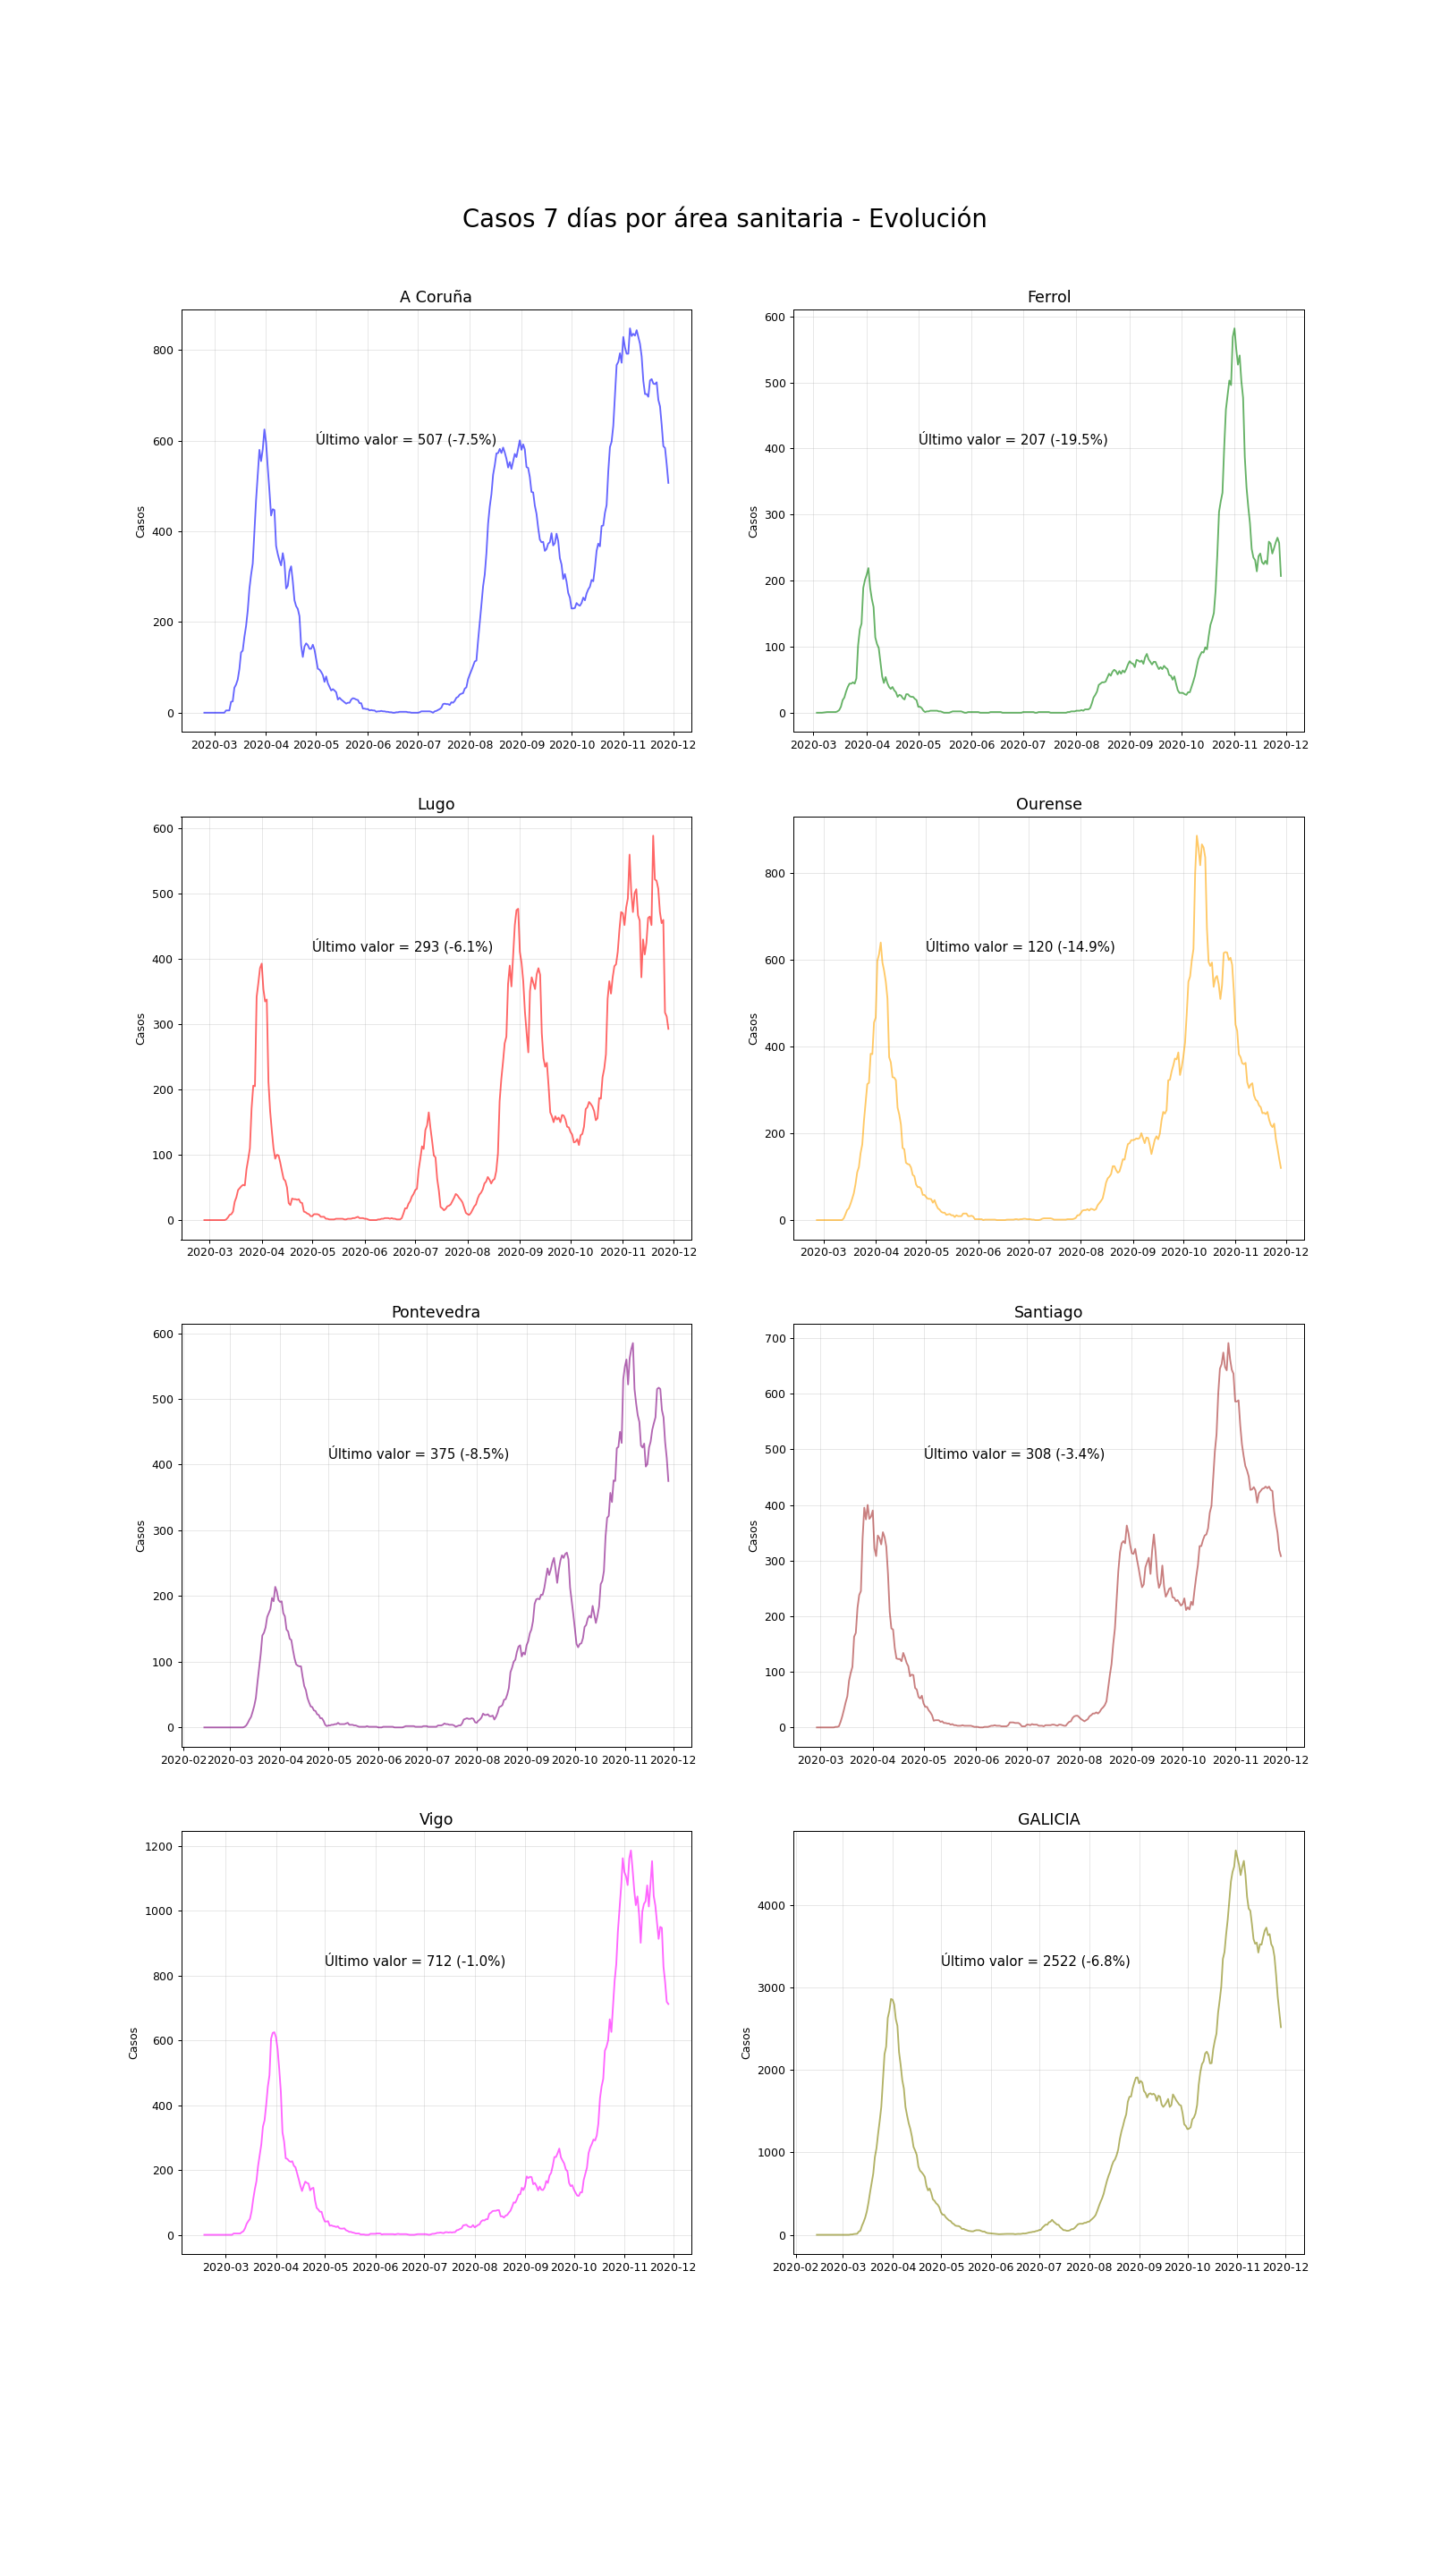 Casos 7 días por área sanitaria - Evolución
A Coruña
800
600
400
200
0
Casos
Último valor = 507 (-7.5%)
2020-03 2020-04 2020-05 2020-06 2020-07 2020-08 2020-09 2020-10 2020-11 2020-12
Ferrol
600
500
400
300
200
100
0
Casos
Último valor = 207 (-19.5%)
2020-03 2020-04 2020-05 2020-06 2020-07 2020-08 2020-09 2020-10 2020-11 2020-12
Lugo
600
500
400
300
200
100
0
Casos
Último valor = 293 (-6.1%)
2020-03 2020-04 2020-05 2020-06 2020-07 2020-08 2020-09 2020-10 2020-11 2020-12
Ourense
800
600
400
200
0
Casos
Último valor = 120 (-14.9%)
2020-03 2020-04 2020-05 2020-06 2020-07 2020-08 2020-09 2020-10 2020-11 2020-12
Pontevedra
600
500
400
300
200
100
0
Casos
Último valor = 375 (-8.5%)
2020-02 2020-03 2020-04 2020-05 2020-06 2020-07 2020-08 2020-09 2020-10 2020-11 2020-12
Santiago
700
600
500
400
300
200
100
0
Casos
Último valor = 308 (-3.4%)
2020-03 2020-04 2020-05 2020-06 2020-07 2020-08 2020-09 2020-10 2020-11 2020-12
Vigo
1200
1000
800
600
400
200
0
Casos
Último valor = 712 (-1.0%)
2020-03 2020-04 2020-05 2020-06 2020-07 2020-08 2020-09 2020-10 2020-11 2020-12
GALICIA
4000
3000
2000
1000
0
Casos
Último valor = 2522 (-6.8%)
2020-02 2020-03 2020-04 2020-05 2020-06 2020-07 2020-08 2020-09 2020-10 2020-11 2020-12